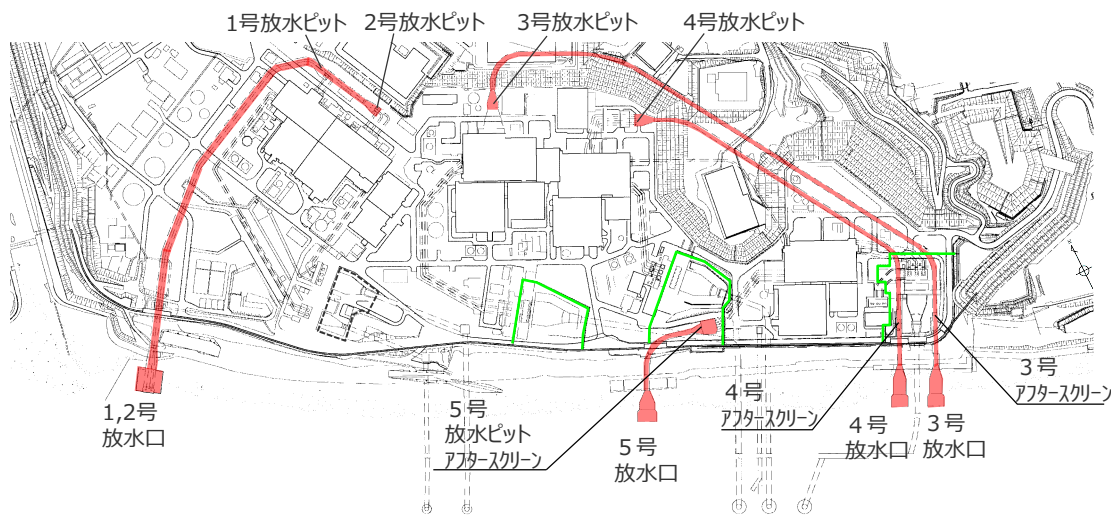 1号放水ピット
2号放水ピット
3号放水ピット
4号放水ピット
1,2号
放水口
5号
放水ピット
アフタースクリーン
5号
放水口
4号
アフタースクリーン
4号
放水口
3号
放水口
3号
アフタースクリーン
N